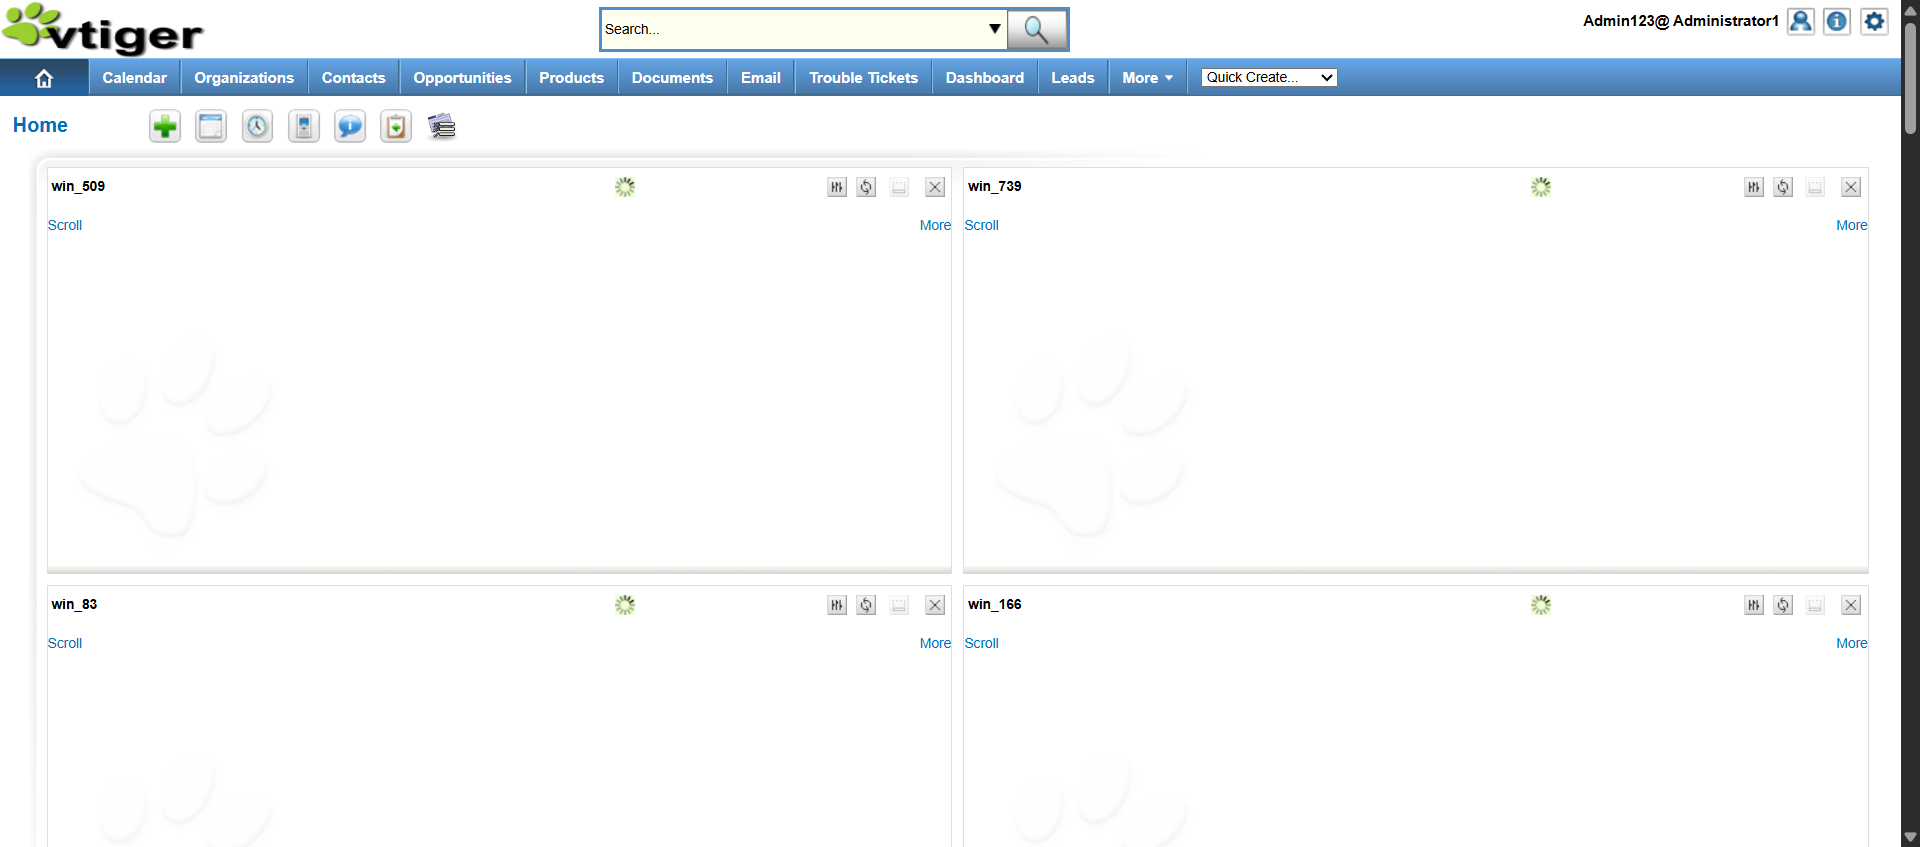 vtiger
Search...
Admin123@ Administrator1
Calendar Organizations Contacts Opportunities Products Documents Email Trouble Tickets Dashboard Leads More Quick Create...
Home
win_509
Scroll More
win_739
Scroll More
win_83
Scroll More
win_166
Scroll More